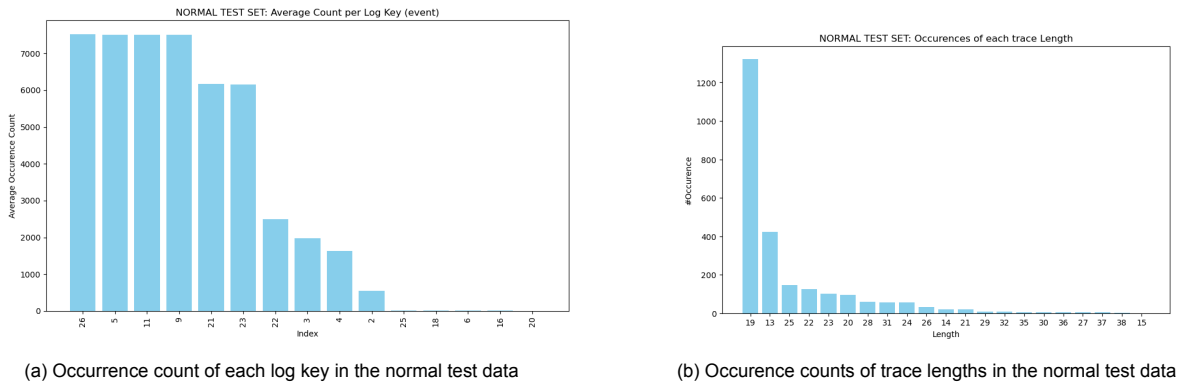 NORMAL TEST SET: Average Count per Log Key (event)
7000
6000
5000
4000
3000
2000
1000
0
Average Occurence Count
26 5 11 9 21 23 22 3 4 2 25 18 6 16 20
Index
(a) Occurrence count of each log key in the normal test data
NORMAL TEST SET: Occurences of each trace Length
1200
1000
800
600
400
200
0
#Occurence
19 13 25 22 23 20 28 31 24 26 14 21 29 32 35 30 36 27 37 38 15
Length
(b) Occurence counts of trace lengths in the normal test data